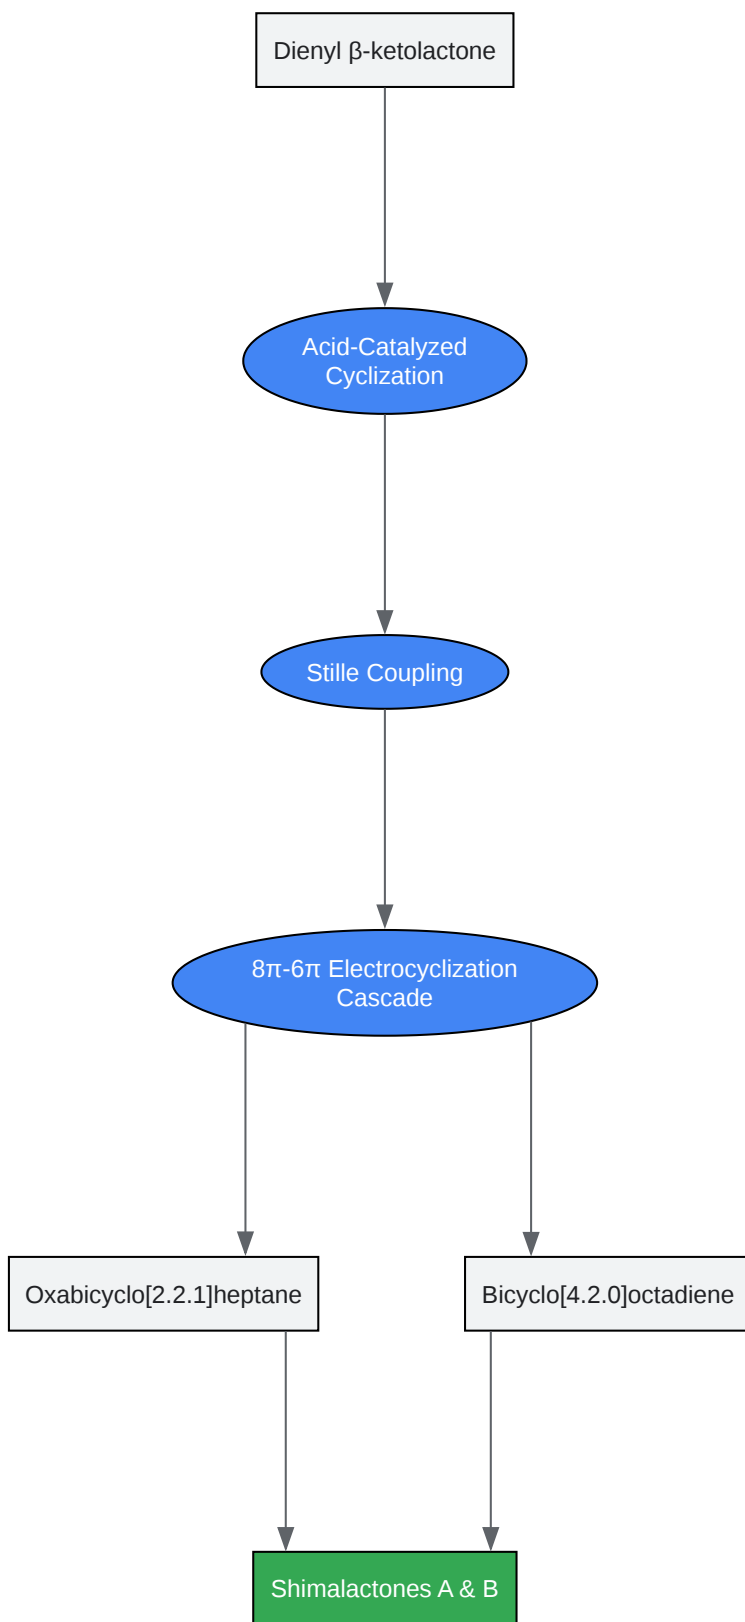 Dienyl β-ketolactone
Acid-Catalyzed
Cyclization
Stille Coupling
8π-6π Electrocyclization
Cascade
Oxabicyclo[2.2.1]heptane
Bicyclo[4.2.0]octadiene
Shimalactones A & B